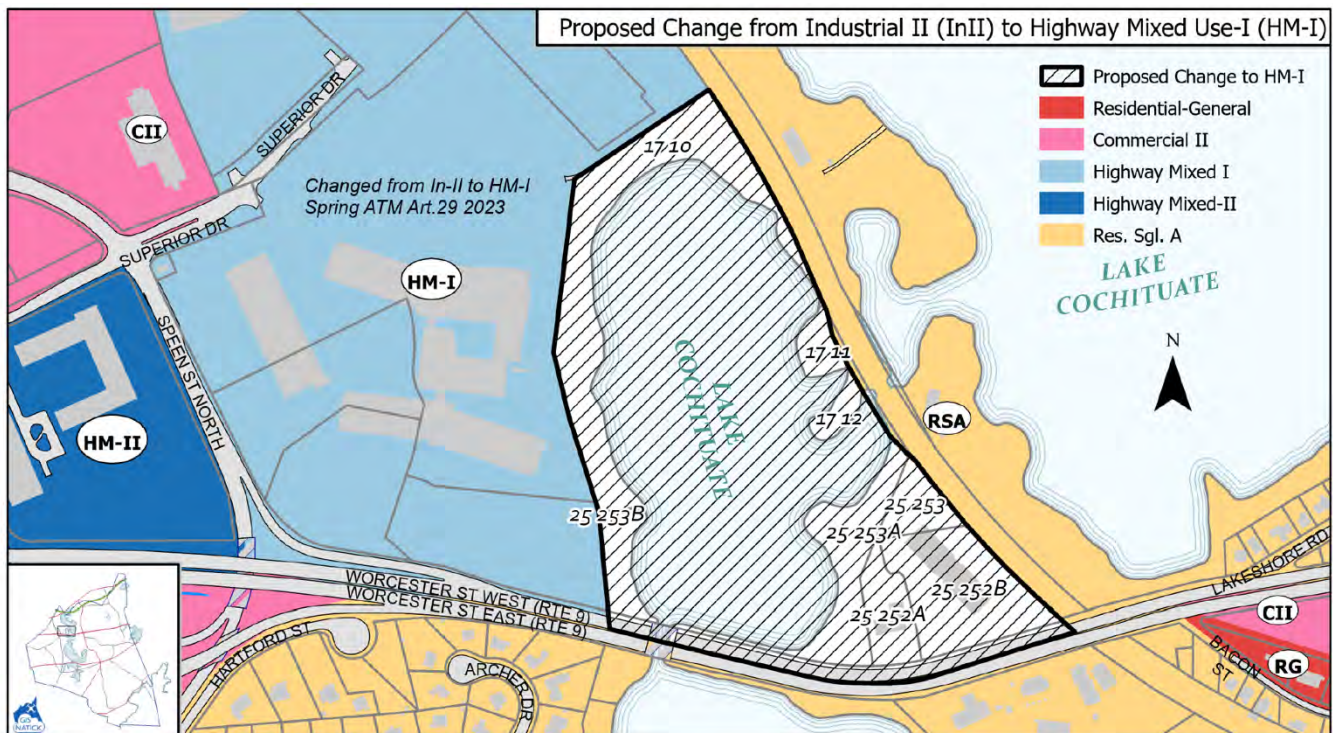 Proposed Change from Industrial II (InII) to Highway Mixed Use-I (HM-I)
Proposed Change to HM-I
Residential-General
Commercial II
Highway Mixed I
Highway Mixed-II
Res. Sgl. A
CII
SUPERIOR DR
SUPERIOR DR
Changed from In-II to HM-I
Spring ATM Art.29 2023
HM-I
HM-II
SPEEN ST NORTH
17 10
17 11
17 12
LAKE
COCHITUATE
LAKE
COCHITUATE
N
RSA
25 253B
25 253
25 253A
25 252B
25 252A
WORCESTER ST WEST (RTE 9)
WORCESTER ST EAST (RTE 9)
HARTFORD ST
ARCHER DR
LAKESHORE RD
CII
RG
BACON
ST
GIS
NATICK